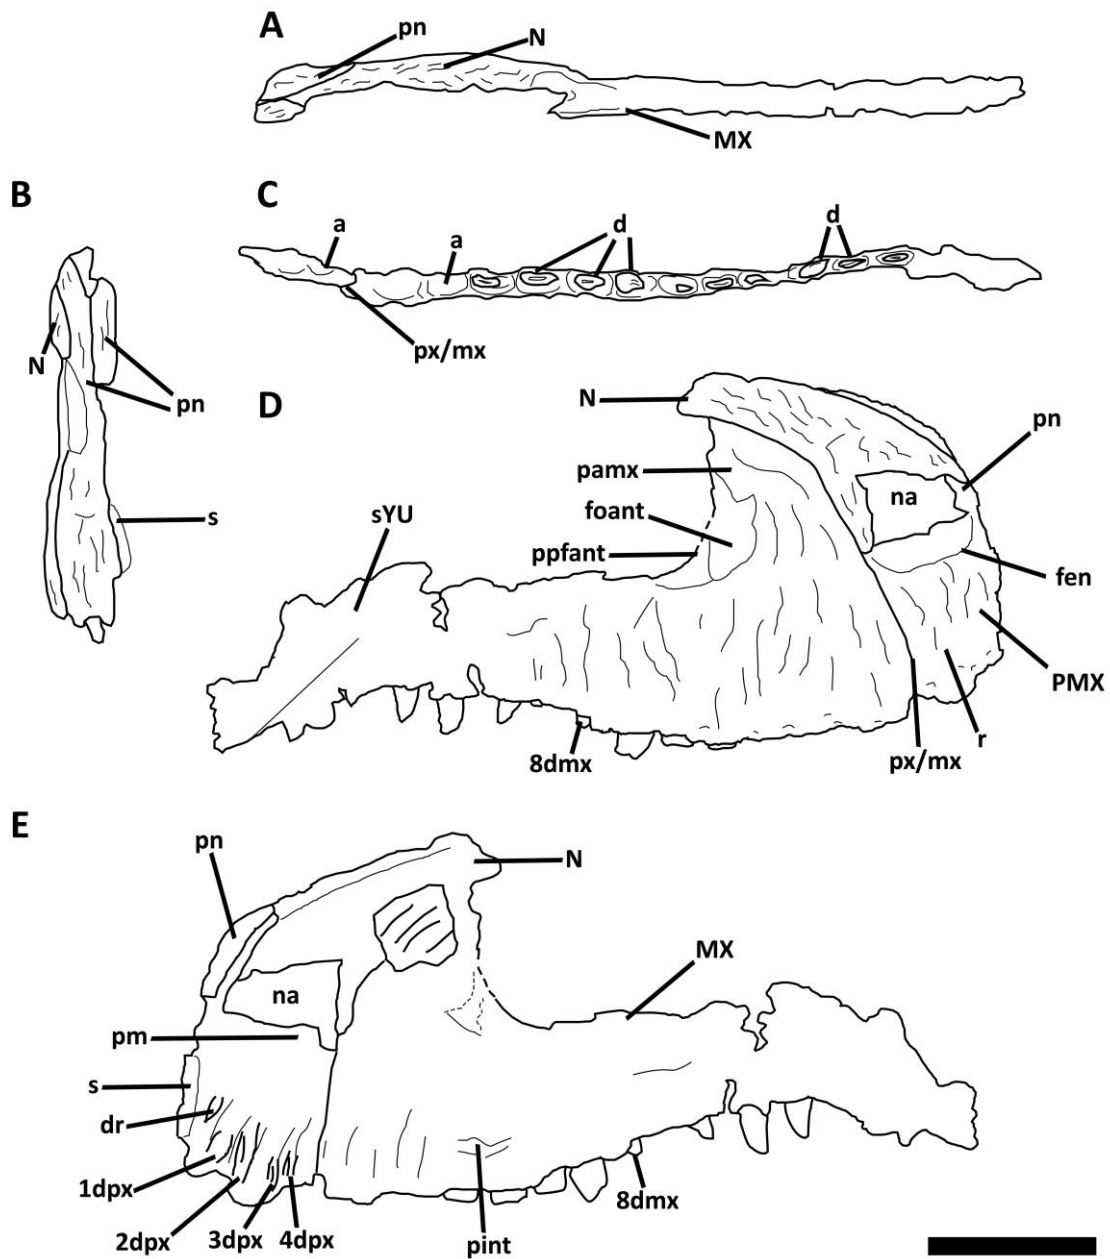 A
pn
N
MX
B
N
pn
s
C
a
a
d
d
px/mx
D
N
pn
pamx
na
foant
sYU
ppfant
fen
PMX
r
px/mx
8dmx
E
pn
N
MX
na
pm
s
dr
1dpx
2dpx
3dpx
4dpx
pint
8dmx